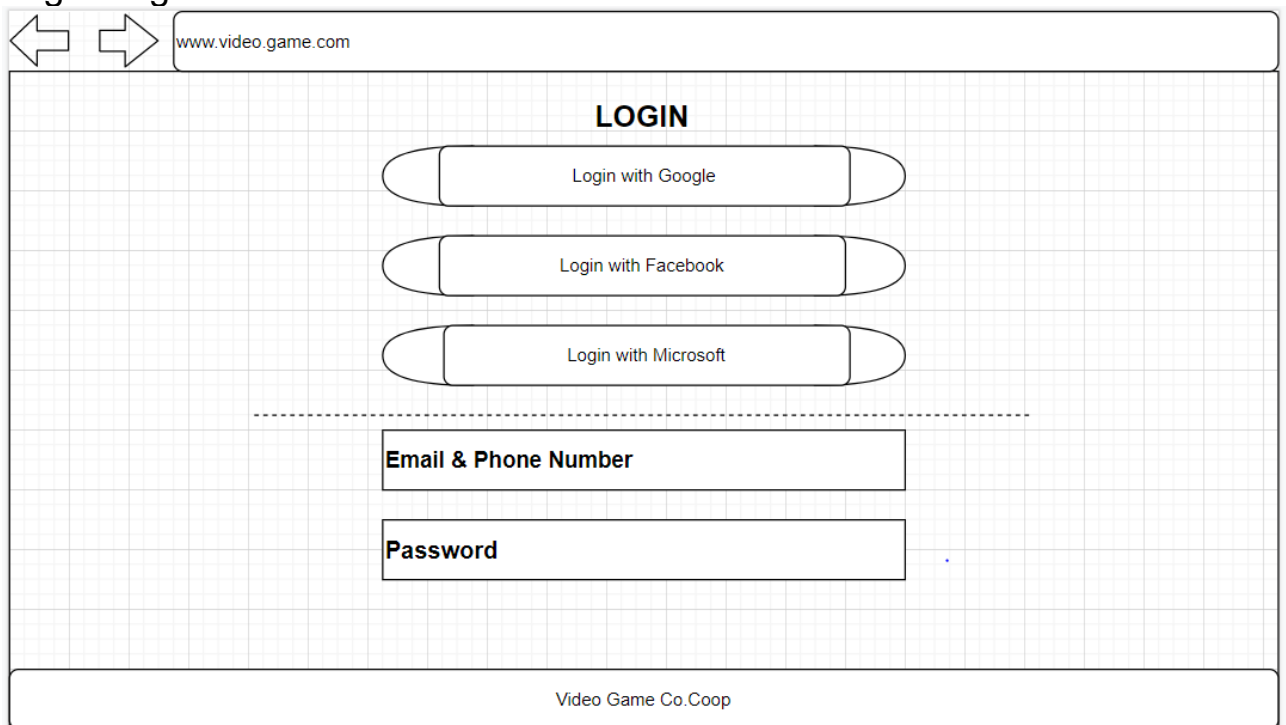 www.video.game.com
LOGIN
Login with Google
Login with Facebook
Login with Microsoft
Email & Phone Number
Password
Video Game Co.Coop